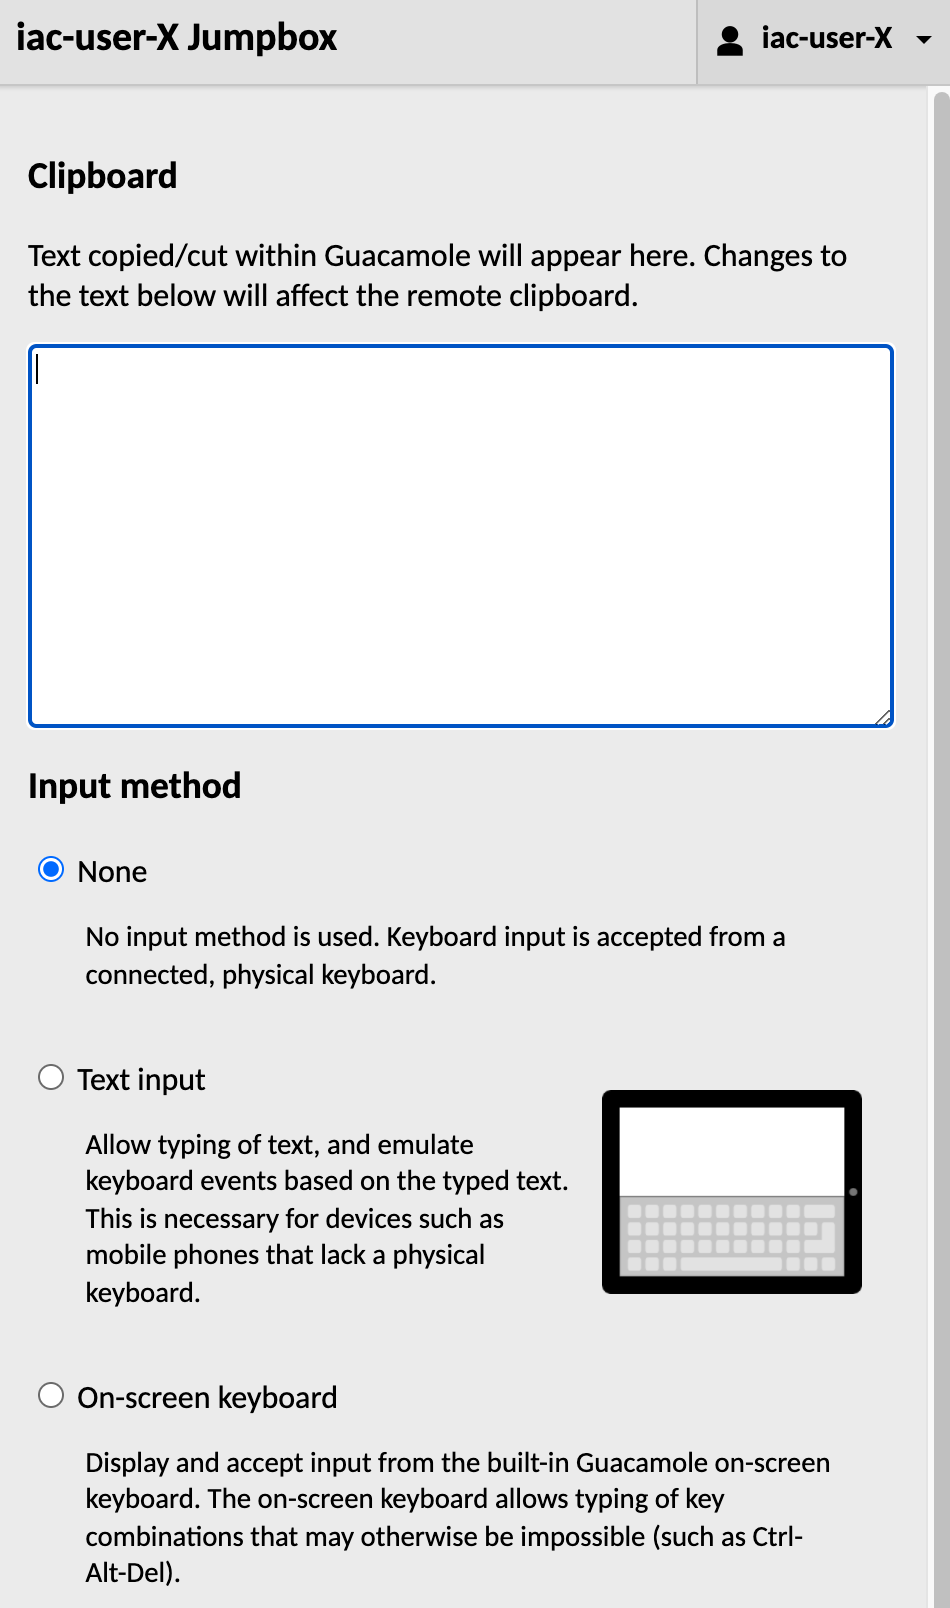 iac-user-X Jumpbox
iac-user-X
Clipboard
Text copied/cut within Guacamole will appear here. Changes to
the text below will affect the remote clipboard.
Input method
None
No input method is used. Keyboard input is accepted from a
connected, physical keyboard.
Text input
Allow typing of text, and emulate
keyboard events based on the typed text.
This is necessary for devices such as
mobile phones that lack a physical
keyboard.
On-screen keyboard
Display and accept input from the built-in Guacamole on-screen
keyboard. The on-screen keyboard allows typing of key
combinations that may otherwise be impossible (such as Ctrl-
Alt-Del).